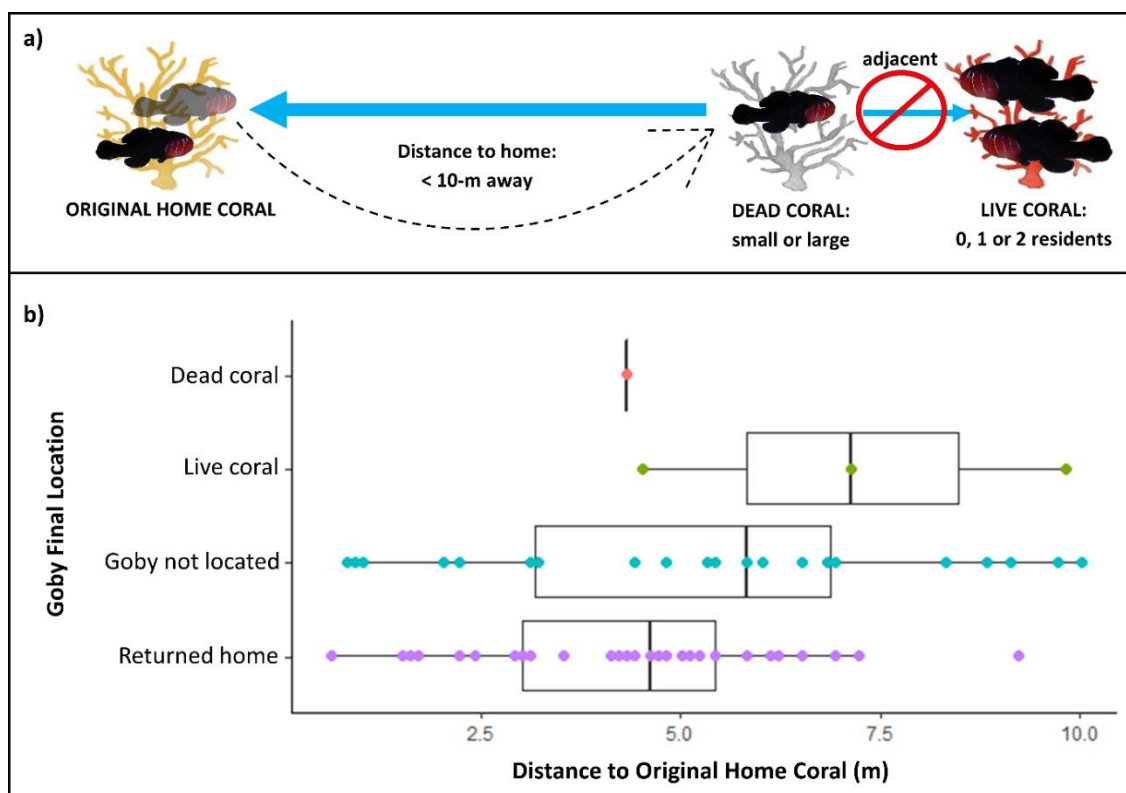 a)
adjacent
Distance to home:
< 10-m away
ORIGINAL HOME CORAL
DEAD CORAL:
small or large
LIVE CORAL:
0, 1 or 2 residents
b)
Goby Final Location
Dead coral
Live coral
Goby not located
Returned home
2.5
5.0
7.5
10.0
Distance to Original Home Coral (m)